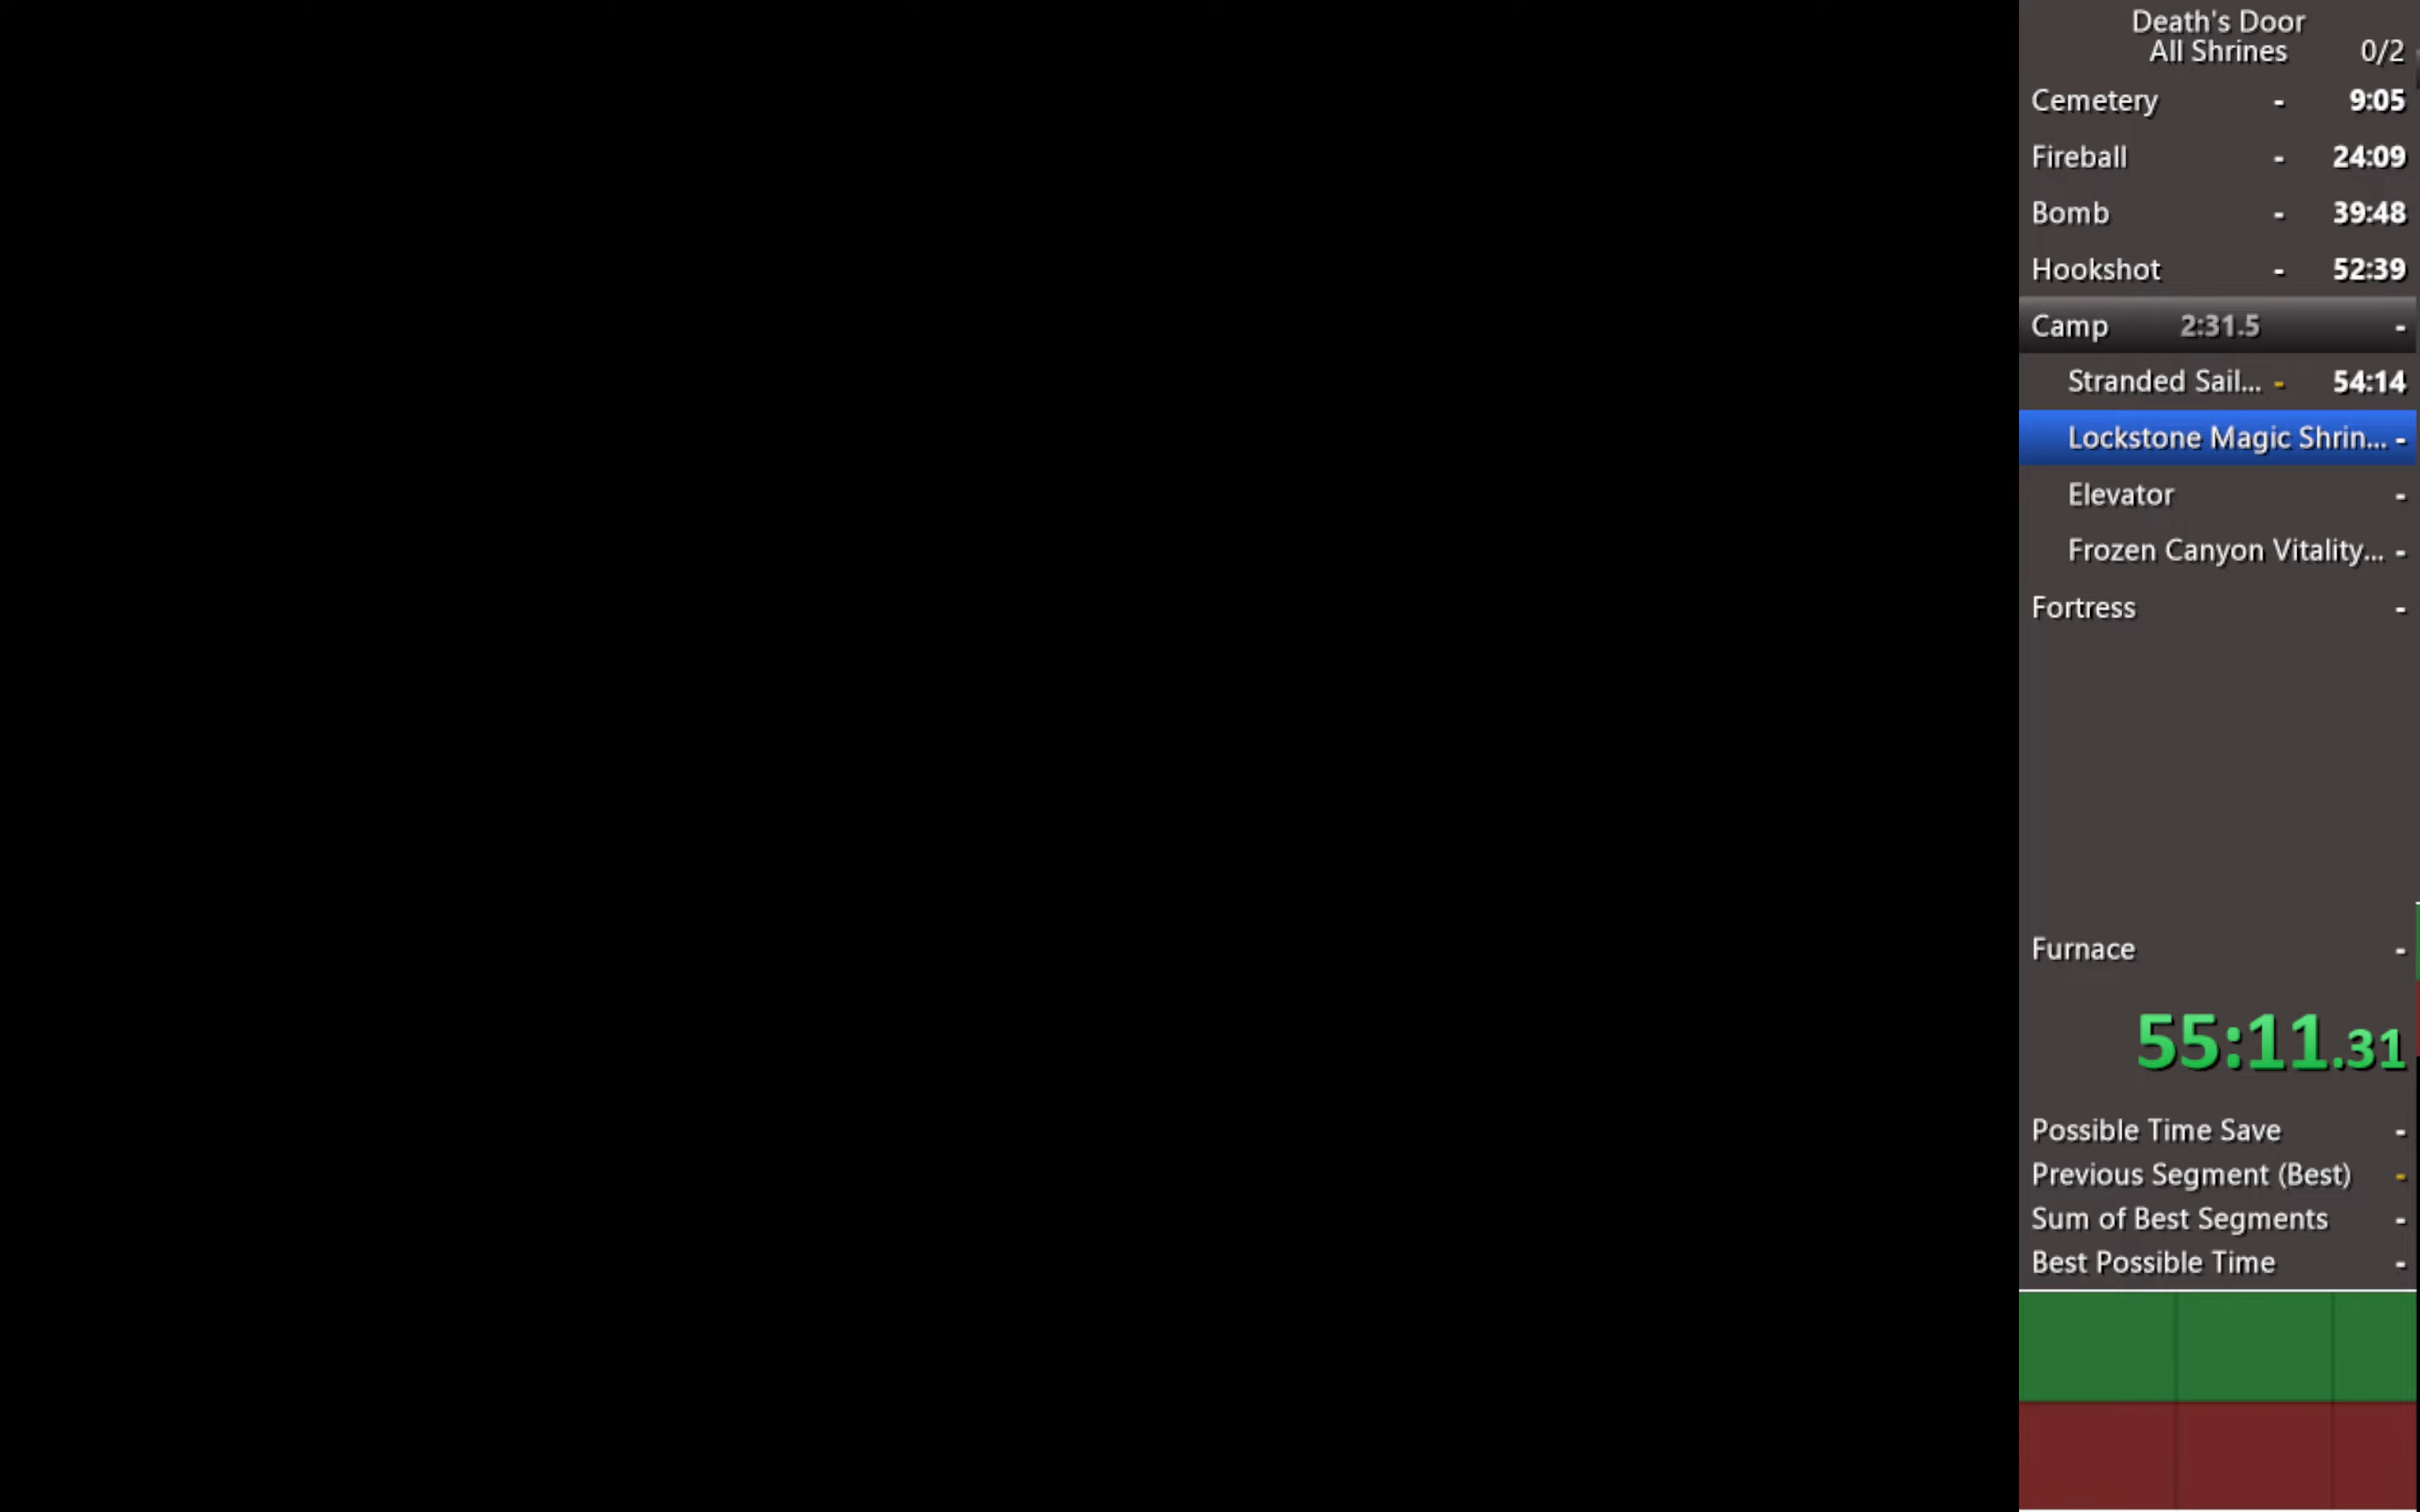 Death's Door
All Shrines 0/2
Cemetery - 9:05
Fireball - 24:09
Bomb - 39:48
Hookshot - 52:39
Camp 2:31.5 -
Stranded Sail... - 54:14
Lockstone Magic Shrin... -
Elevator -
Frozen Canyon Vitality... -
Fortress -
Furnace -
55:11.31
Possible Time Save -
Previous Segment (Best) -
Sum of Best Segments -
Best Possible Time -